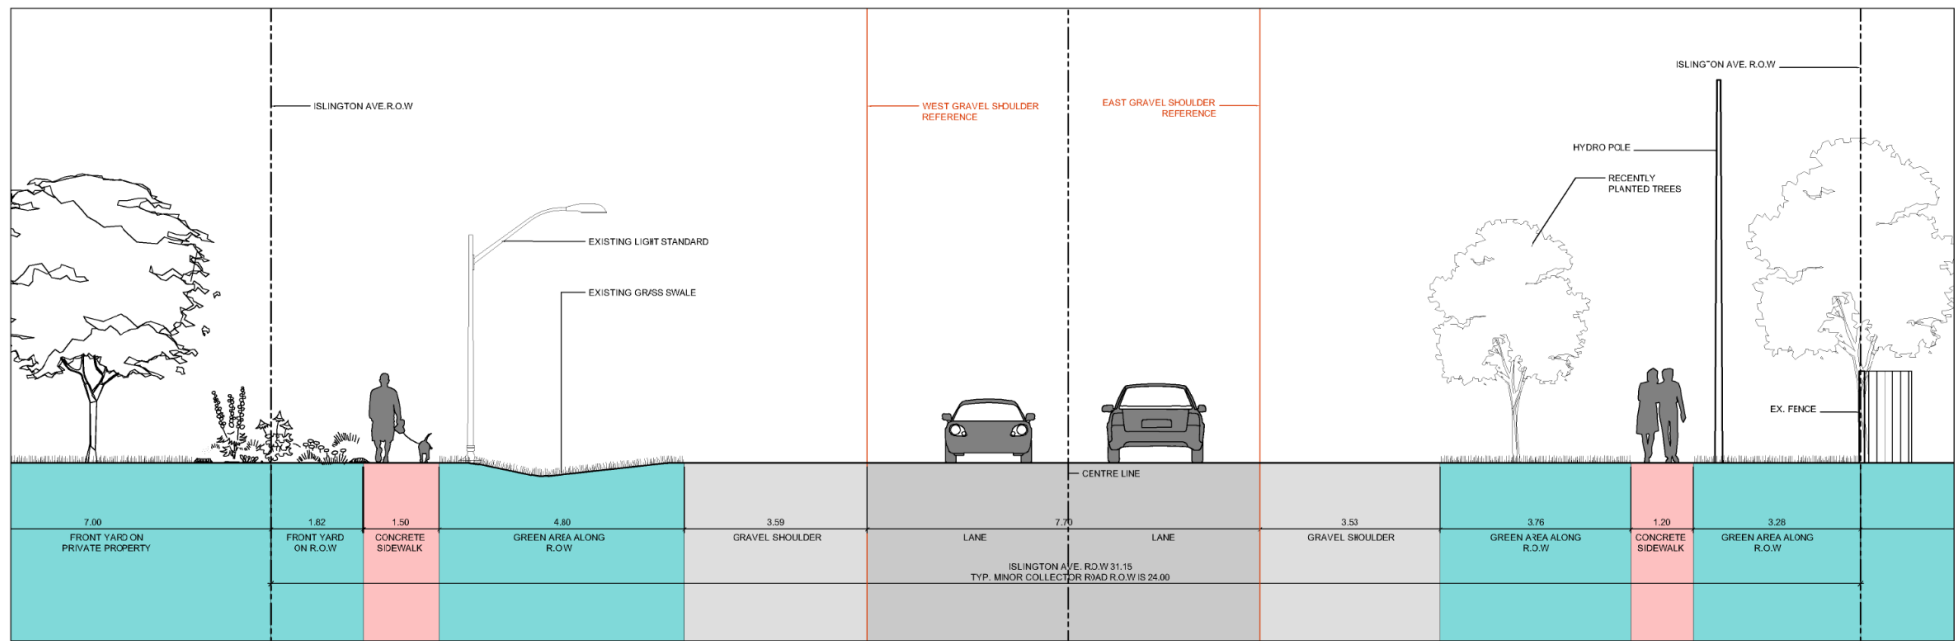 ISLINGTON AVE. R.O.W
ISLINGTON AVE.R.O.W
WEST GRAVEL SHOULDER
REFERENCE
EAST GRAVEL SHOULDER
REFERENCE
HYDRO POLE
RECENTLY
PLANTED TREES
EXISTING LIGHT STANDARD
EXISTING GRASS SWALE
EX. FENCE
CENTRE LINE
7.00
FRONT YARD ON
PRIVATE PROPERTY
1.82
FRONT YARD
ON R.O.W
1.50
CONCRETE
SIDEWALK
4.80
GREEN AREA ALONG
R.O.W
3.59
GRAVEL SHOULDER
7.70
LANE
LANE
3.53
GRAVEL SHOULDER
3.76
GREEN AREA ALONG
R.O.W
1.20
CONCRETE
SIDEWALK
3.28
GREEN AREA ALONG
R.O.W
ISLINGTON AVE. R.O.W 31.15
TYP. MINOR COLLECTOR ROAD R.O.W IS 24.00